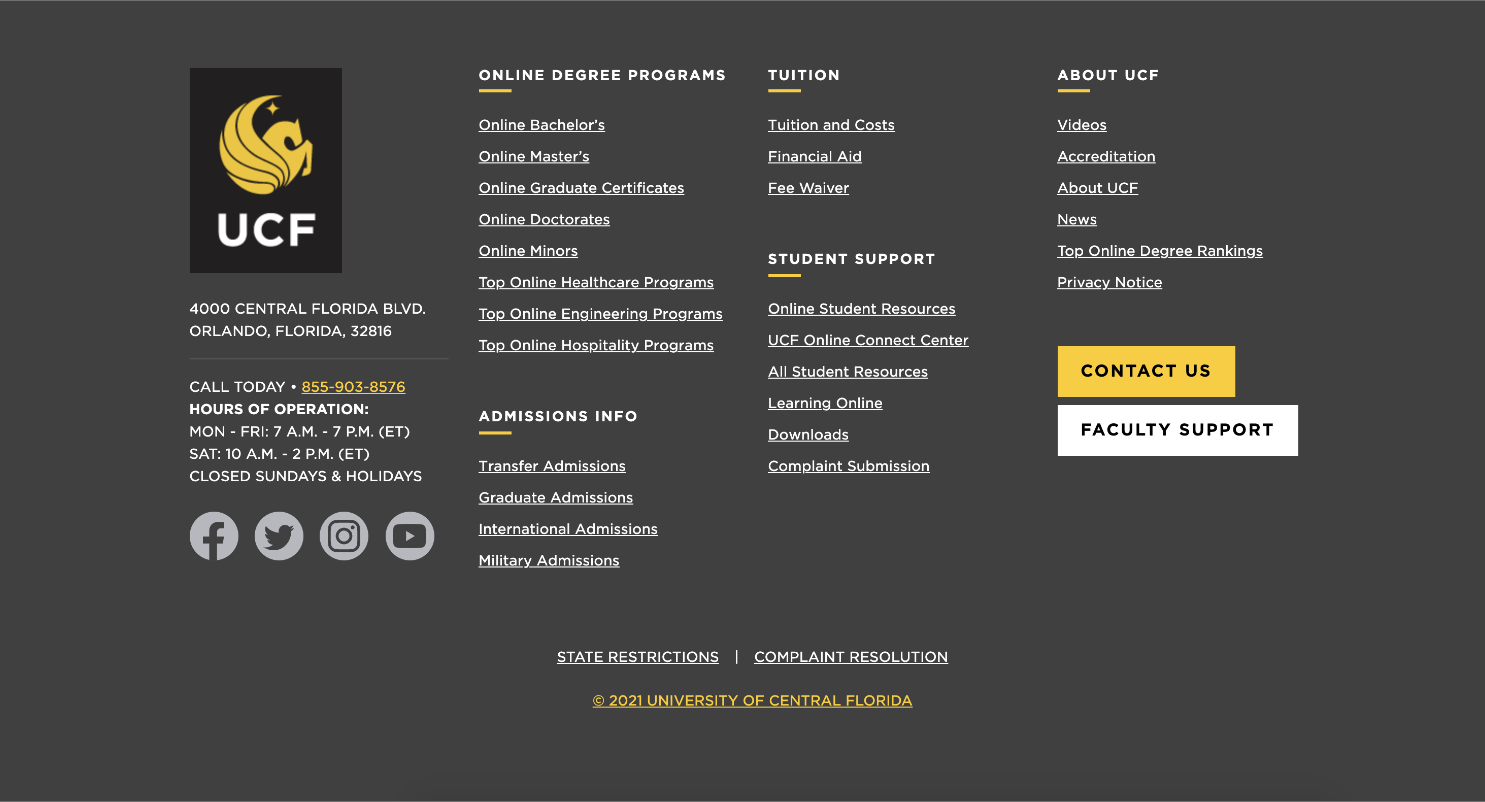 UCF
4000 CENTRAL FLORIDA BLVD.
ORLANDO, FLORIDA, 32816
CALL TODAY • 855-903-8576
HOURS OF OPERATION:
MON - FRI: 7 A.M. - 7 P.M. (ET)
SAT: 10 A.M. - 2 P.M. (ET)
CLOSED SUNDAYS & HOLIDAYS
ONLINE DEGREE PROGRAMS
Online Bachelor's
Online Master's
Online Graduate Certificates
Online Doctorates
Online Minors
Top Online Healthcare Programs
Top Online Engineering Programs
Top Online Hospitality Programs
ADMISSIONS INFO
Transfer Admissions
Graduate Admissions
International Admissions
Military Admissions
TUITION
Tuition and Costs
Financial Aid
Fee Waiver
STUDENT SUPPORT
Online Student Resources
UCF Online Connect Center
All Student Resources
Learning Online
Downloads
Complaint Submission
ABOUT UCF
Videos
Accreditation
About UCF
News
Top Online Degree Rankings
Privacy Notice
CONTACT US
FACULTY SUPPORT
STATE RESTRICTIONS | COMPLAINT RESOLUTION
© 2021 UNIVERSITY OF CENTRAL FLORIDA